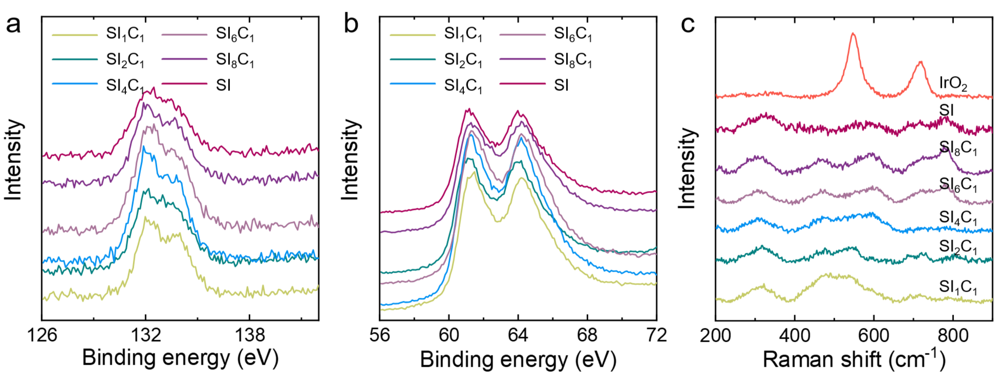 a
SI₁C₁ SI₆C₁
SI₂C₁ SI₈C₁
SI₄C₁ SI
Intensity
126 132 138
Binding energy (eV)
b
SI₁C₁ SI₆C₁
SI₂C₁ SI₈C₁
SI₄C₁ SI
Intensity
56 60 64 68 72
Binding energy (eV)
c
IrO₂
SI
SI₈C₁
SI₆C₁
SI₄C₁
SI₂C₁
SI₁C₁
Intensity
200 400 600 800
Raman shift (cm⁻¹)